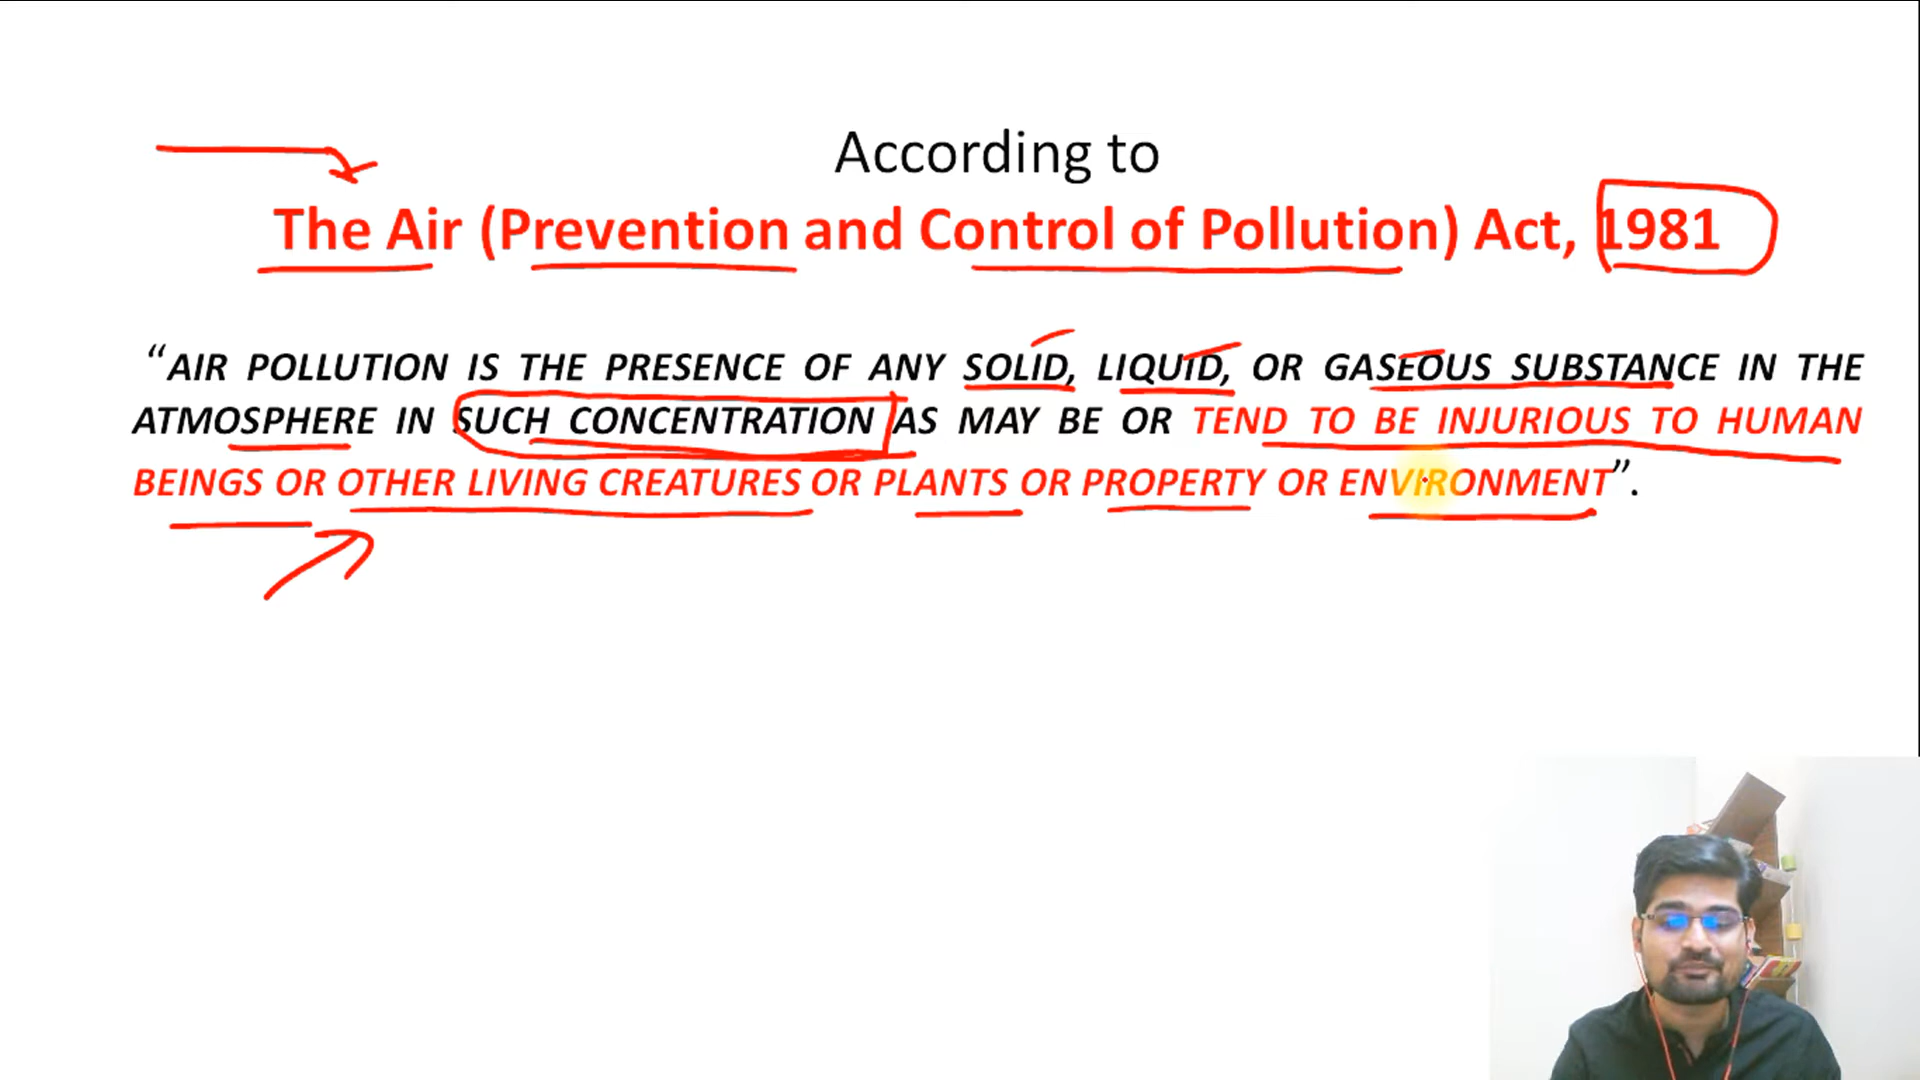 According to
The Air (Prevention and Control of Pollution) Act, 1981
“AIR POLLUTION IS THE PRESENCE OF ANY SOLID, LIQUID, OR GASEOUS SUBSTANCE IN THE
ATMOSPHERE IN SUCH CONCENTRATION AS MAY BE OR TEND TO BE INJURIOUS TO HUMAN
BEINGS OR OTHER LIVING CREATURES OR PLANTS OR PROPERTY OR ENVIRONMENT”.